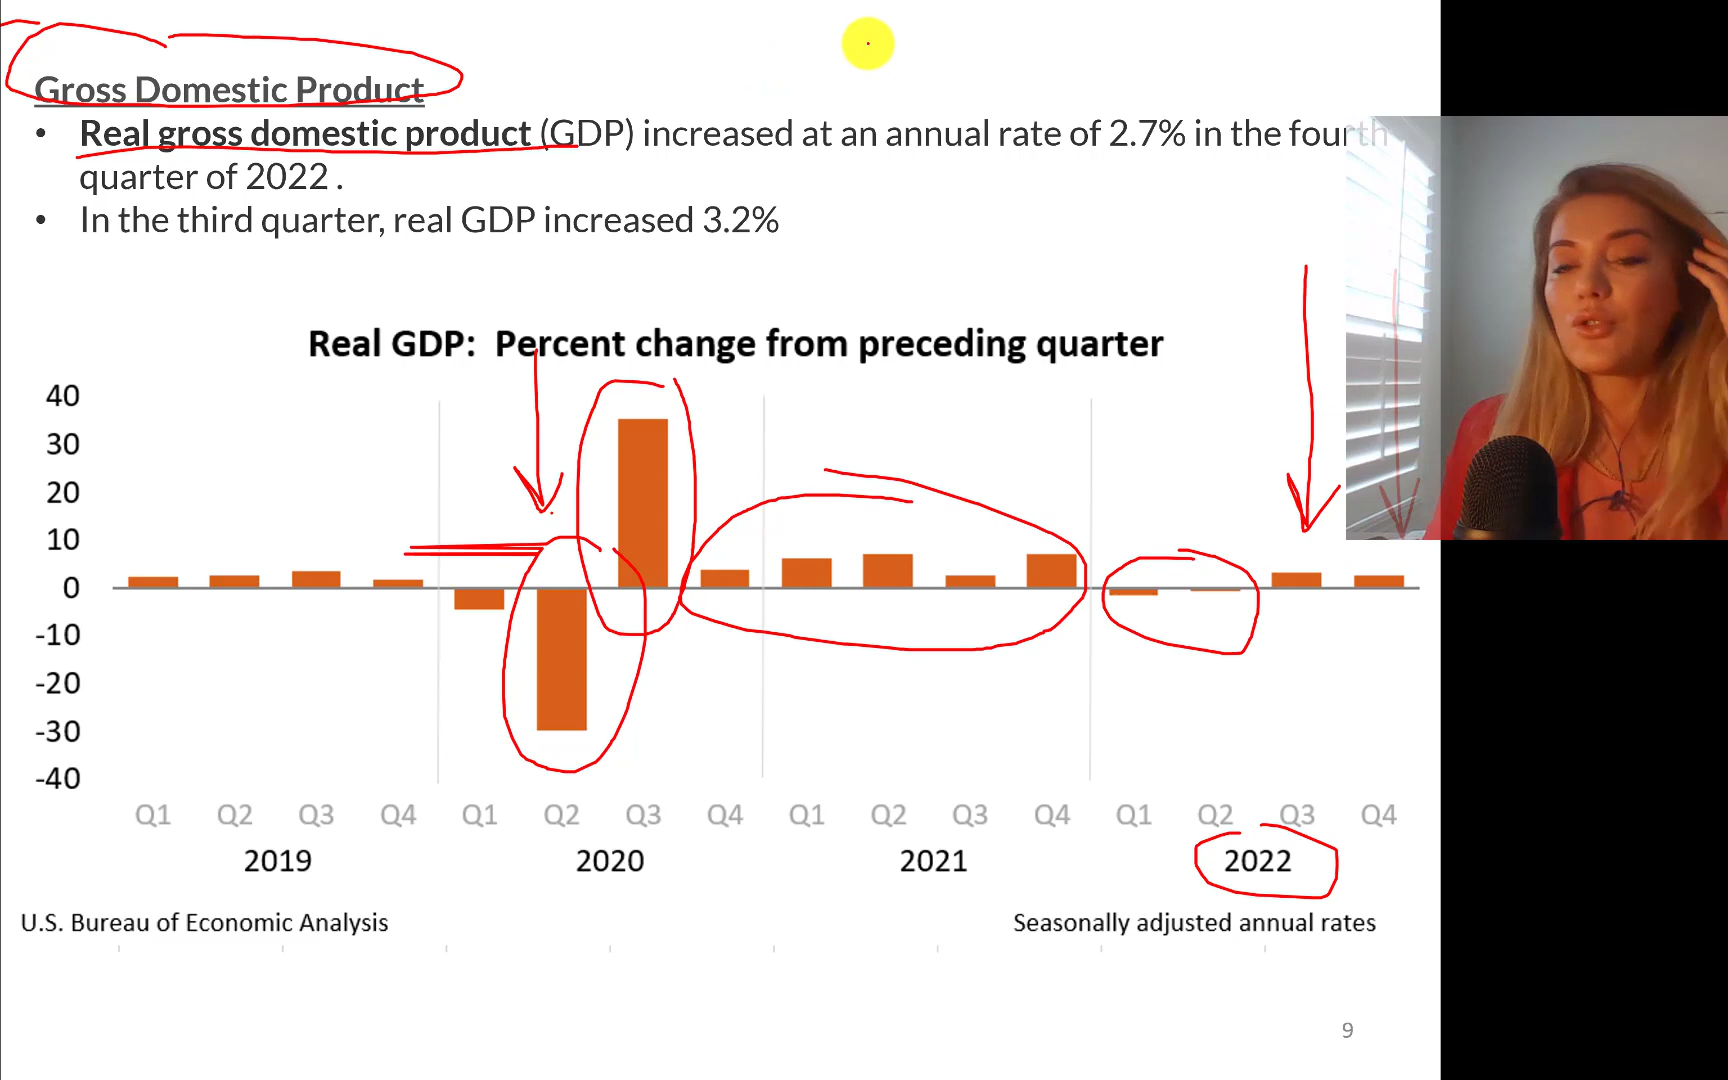 Gross Domestic Product
• Real gross domestic product (GDP) increased at an annual rate of 2.7% in the fourth
quarter of 2022 .
• In the third quarter, real GDP increased 3.2%
Real GDP:  Percent change from preceding quarter
40
30
20
10
0
-10
-20
-30
-40
Q1 Q2 Q3 Q4 Q1 Q2 Q3 Q4 Q1 Q2 Q3 Q4 Q1 Q2 Q3 Q4
2019 2020 2021 2022
U.S. Bureau of Economic Analysis Seasonally adjusted annual rates
9